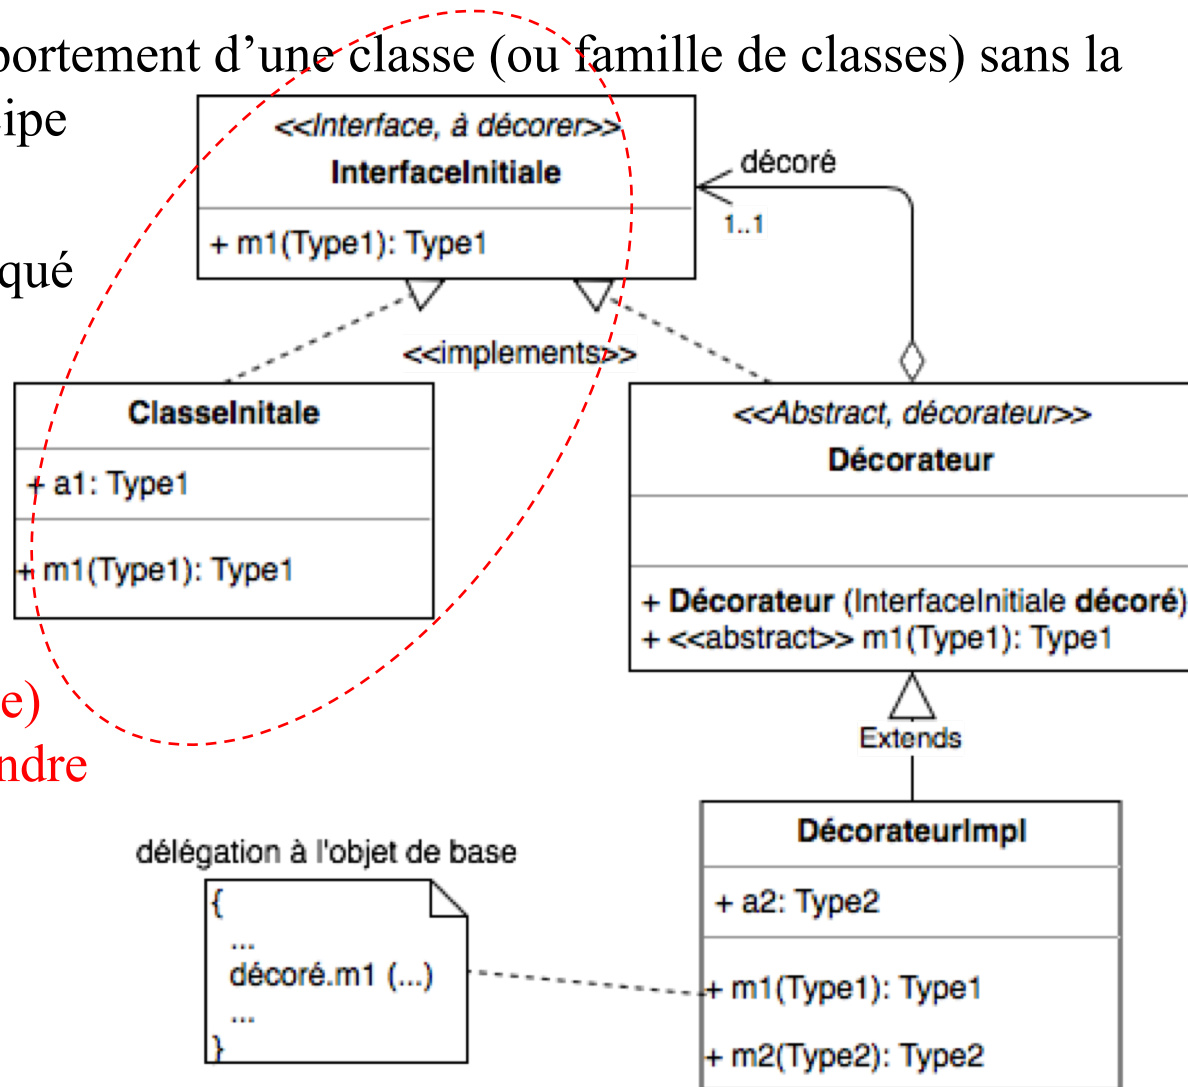 portement d’une classe (ou famille de classes) sans la
ipe
<<Interface, à décorer>>
InterfaceInitiale
décoré
1..1
+ m1(Type1): Type1
qué
<<implements>>
ClasseInitale
+ a1: Type1
+ m1(Type1): Type1
<<Abstract, décorateur>>
Décorateur
+ Décorateur (InterfaceInitiale décoré)
+ <<abstract>> m1(Type1): Type1
e)
ndre
Extends
DécorateurImpl
+ a2: Type2
+ m1(Type1): Type1
+ m2(Type2): Type2
délégation à l'objet de base
{
...
décoré.m1 (...)
...
}